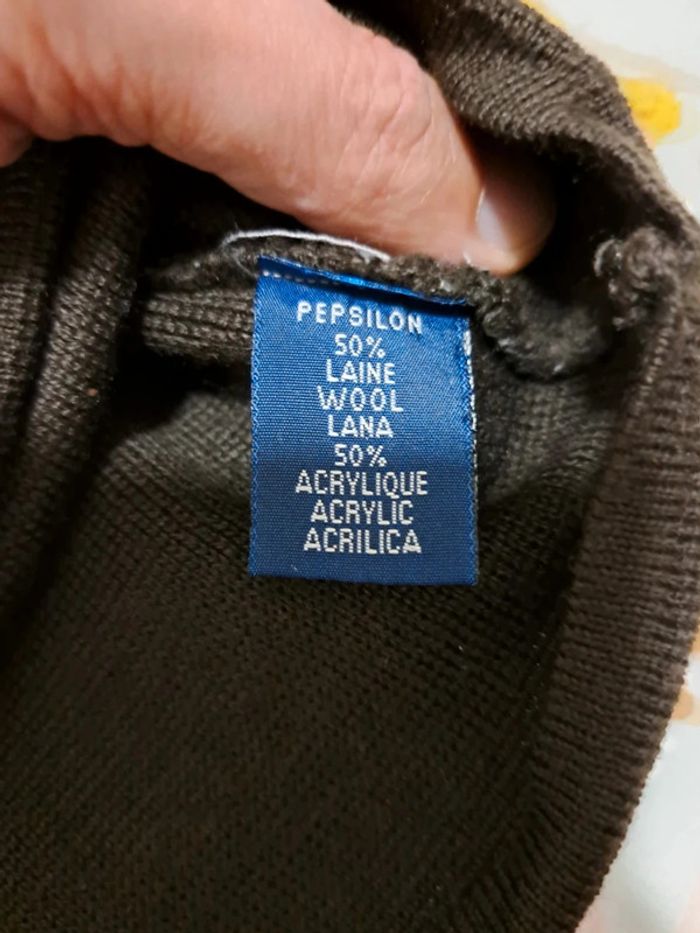 PEPSILON
50%
LAINE
WOOL
LANA
50%
ACRYLIQUE
ACRYLIC
ACRILICA